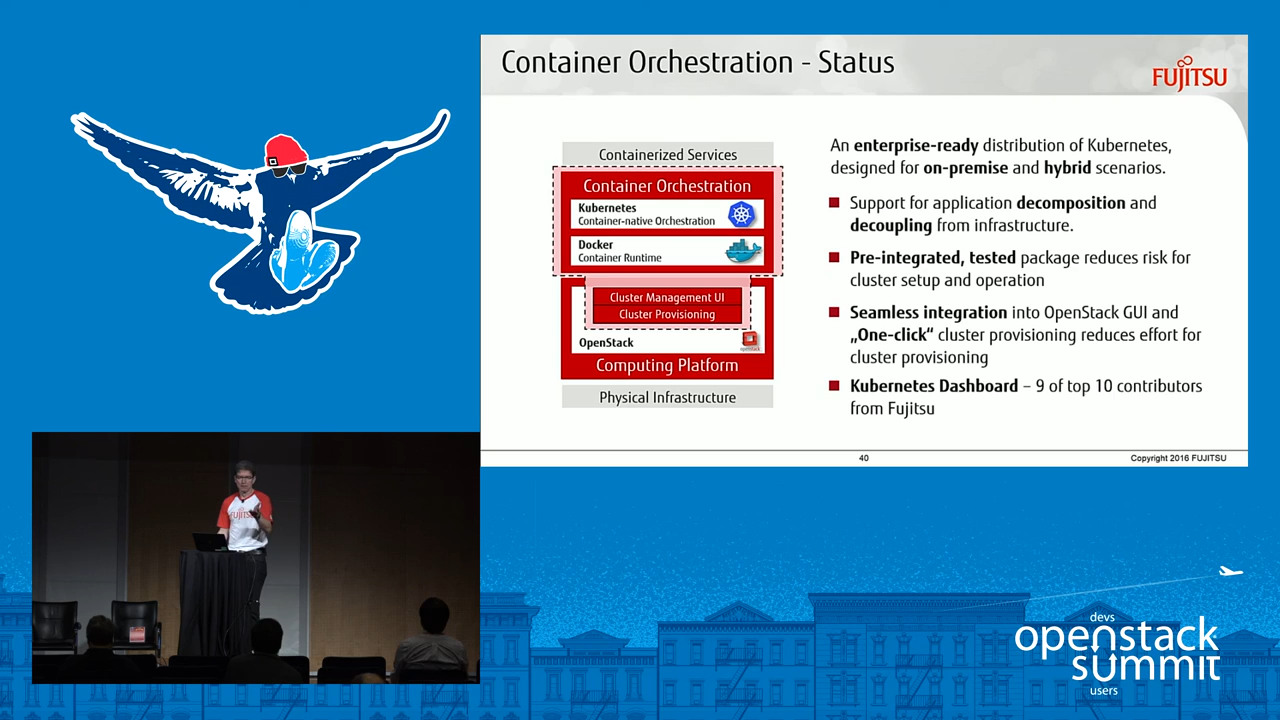 Container Orchestration - Status
FUJITSU
Containerized Services
Container Orchestration
Kubernetes
Container-native Orchestration
Docker
Container Runtime
Cluster Management UI
Cluster Provisioning
OpenStack
openstack
Computing Platform
Physical Infrastructure
An enterprise-ready distribution of Kubernetes,
designed for on-premise and hybrid scenarios.
Support for application decomposition and
decoupling from infrastructure.
Pre-integrated, tested package reduces risk for
cluster setup and operation
Seamless integration into OpenStack GUI and
„One-click“ cluster provisioning reduces effort for
cluster provisioning
Kubernetes Dashboard – 9 of top 10 contributors
from Fujitsu
40
Copyright 2016 FUJITSU
FUJITSU
devs
openstack
summit
users